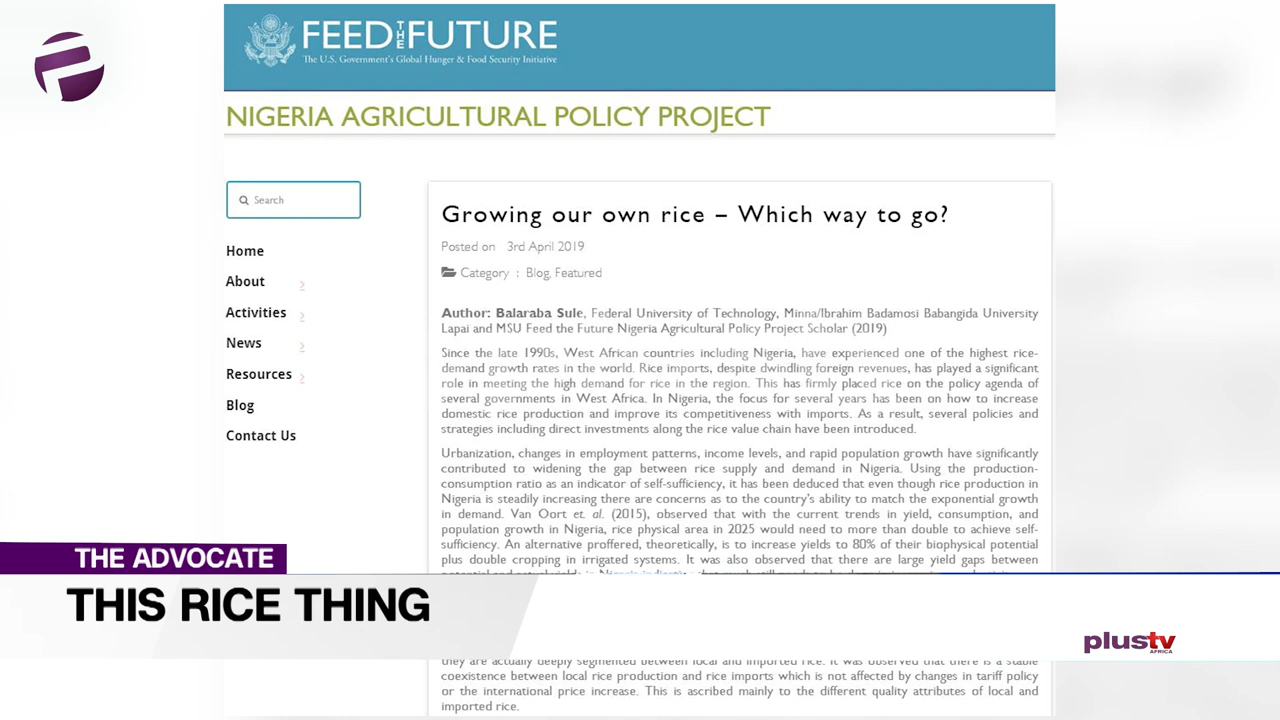 FEED THE FUTURE
The U.S. Government's Global Hunger & Food Security Initiative
NIGERIA AGRICULTURAL POLICY PROJECT
Search
Home
About
Activities
News
Resources
Blog
Contact Us
Growing our own rice – Which way to go?
Posted on 3rd April 2019
Category : Blog, Featured
Author: Balaraba Sule, Federal University of Technology, Minna/Ibrahim Badamosi Babangida University
Lapai and MSU Feed the Future Nigeria Agricultural Policy Project Scholar (2019)
Since the late 1990s, West African countries including Nigeria, have experienced one of the highest rice-
demand growth rates in the world. Rice imports, despite dwindling foreign revenues, has played a significant
role in meeting the high demand for rice in the region. This has firmly placed rice on the policy agenda of
several governments in West Africa. In Nigeria, the focus for several years has been on how to increase
domestic rice production and improve its competitiveness with imports. As a result, several policies and
strategies including direct investments along the rice value chain have been introduced.
Urbanization, changes in employment patterns, income levels, and rapid population growth have significantly
contributed to widening the gap between rice supply and demand in Nigeria. Using the production-
consumption ratio as an indicator of self-sufficiency, it has been deduced that even though rice production in
Nigeria is steadily increasing there are concerns as to the country's ability to match the exponential growth
in demand. Van Oort et. al. (2015), observed that with the current trends in yield, consumption, and
population growth in Nigeria, rice physical area in 2025 would need to more than double to achieve self-
sufficiency. An alternative proffered, theoretically, is to increase yields to 80% of their biophysical potential
plus double cropping in irrigated systems. It was also observed that there are large yield gaps between
THE ADVOCATE
THIS RICE THING
plustv
AFRICA
they are actually deeply segmented between local and imported rice. It was observed that there is a stable
coexistence between local rice production and rice imports which is not affected by changes in tariff policy
or the international price increase. This is ascribed mainly to the different quality attributes of local and
imported rice.